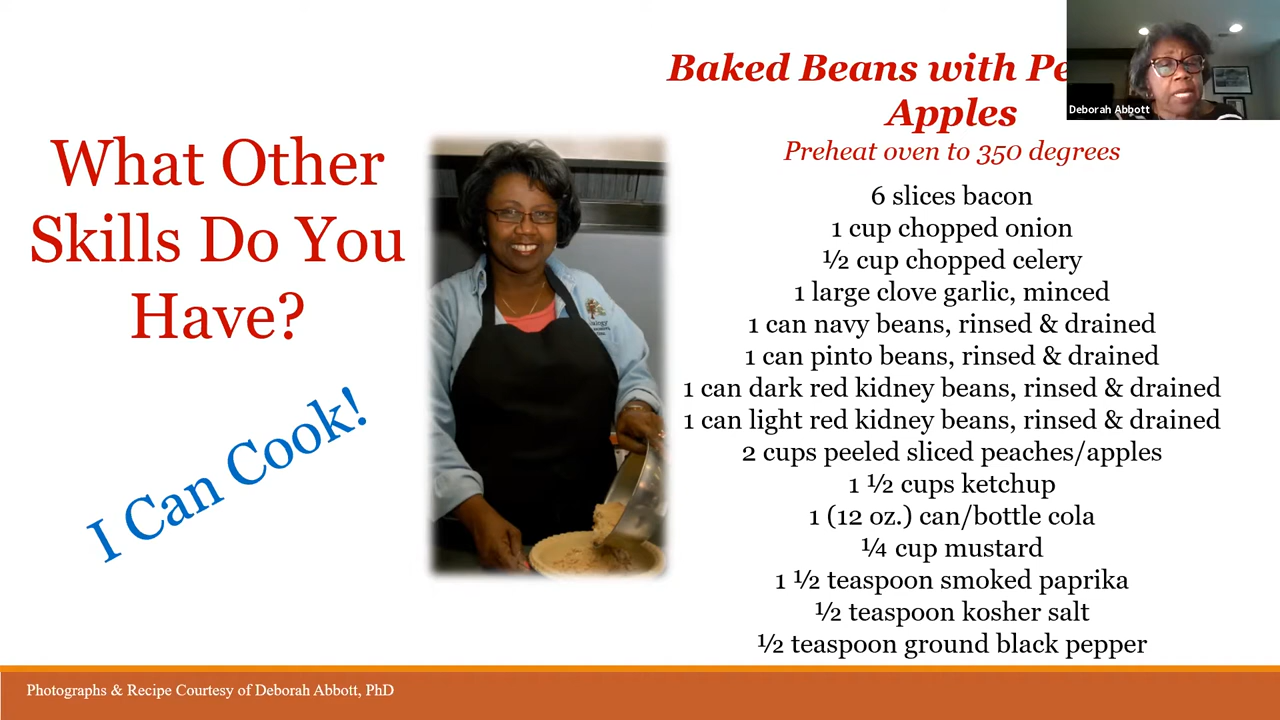 What Other
Skills Do You
Have?
I Can Cook!
Baked Beans with
Apples
Preheat oven to 350 degrees
6 slices bacon
1 cup chopped onion
½ cup chopped celery
1 large clove garlic, minced
1 can navy beans, rinsed & drained
1 can pinto beans, rinsed & drained
1 can dark red kidney beans, rinsed & drained
1 can light red kidney beans, rinsed & drained
2 cups peeled sliced peaches/apples
1 ½ cups ketchup
1 (12 oz.) can/bottle cola
¼ cup mustard
1 ½ teaspoon smoked paprika
½ teaspoon kosher salt
½ teaspoon ground black pepper
Deborah Abbott
Photographs & Recipe Courtesy of Deborah Abbott, PhD